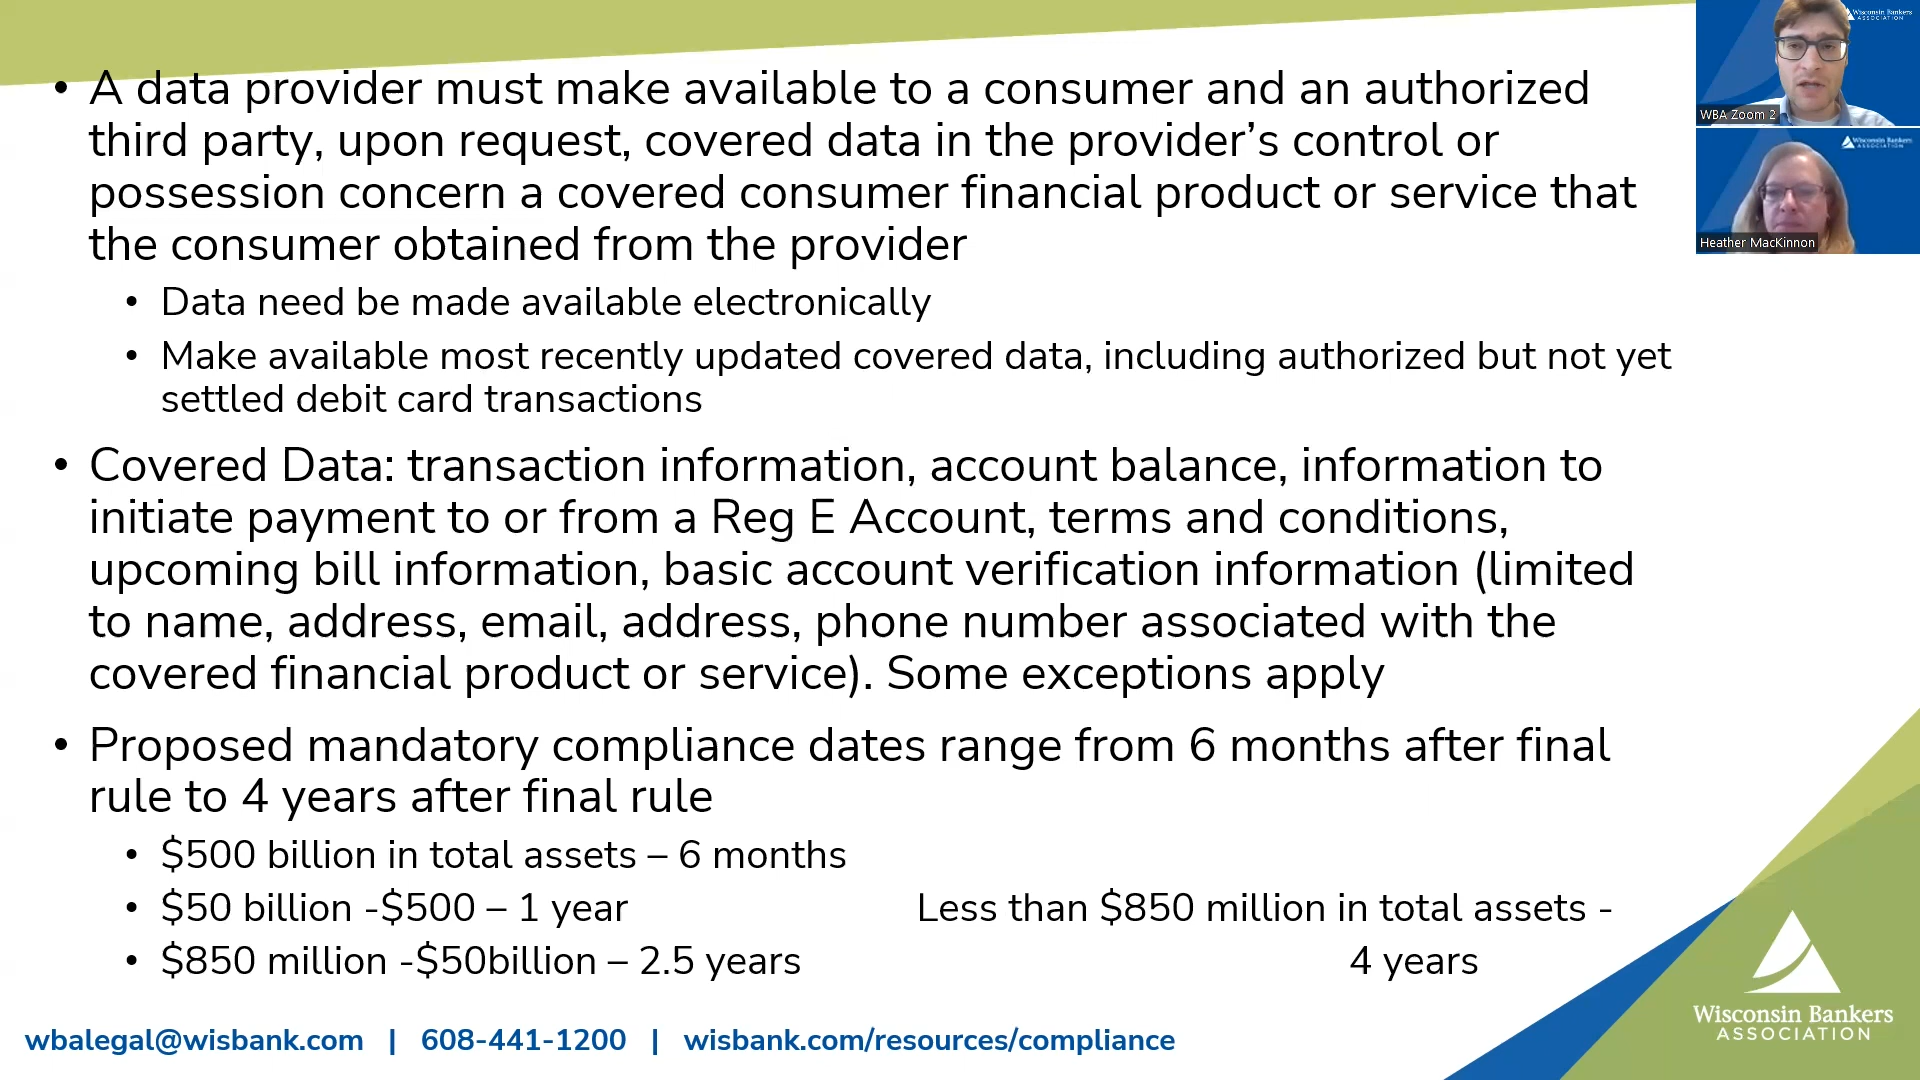 • A data provider must make available to a consumer and an authorized
third party, upon request, covered data in the provider’s control or
possession concern a covered consumer financial product or service that
the consumer obtained from the provider
• Data need be made available electronically
• Make available most recently updated covered data, including authorized but not yet
settled debit card transactions
• Covered Data: transaction information, account balance, information to
initiate payment to or from a Reg E Account, terms and conditions,
upcoming bill information, basic account verification information (limited
to name, address, email, address, phone number associated with the
covered financial product or service). Some exceptions apply
• Proposed mandatory compliance dates range from 6 months after final
rule to 4 years after final rule
• $500 billion in total assets – 6 months
• $50 billion -$500 – 1 year
• $850 million -$50billion – 2.5 years
Less than $850 million in total assets -
4 years
wbalegal@wisbank.com | 608-441-1200 | wisbank.com/resources/compliance
Wisconsin Bankers
ASSOCIATION
Wisconsin Bankers
ASSOCIATION
WBA Zoom 2
Wisconsin Bankers
ASSOCIATION
Heather MacKinnon